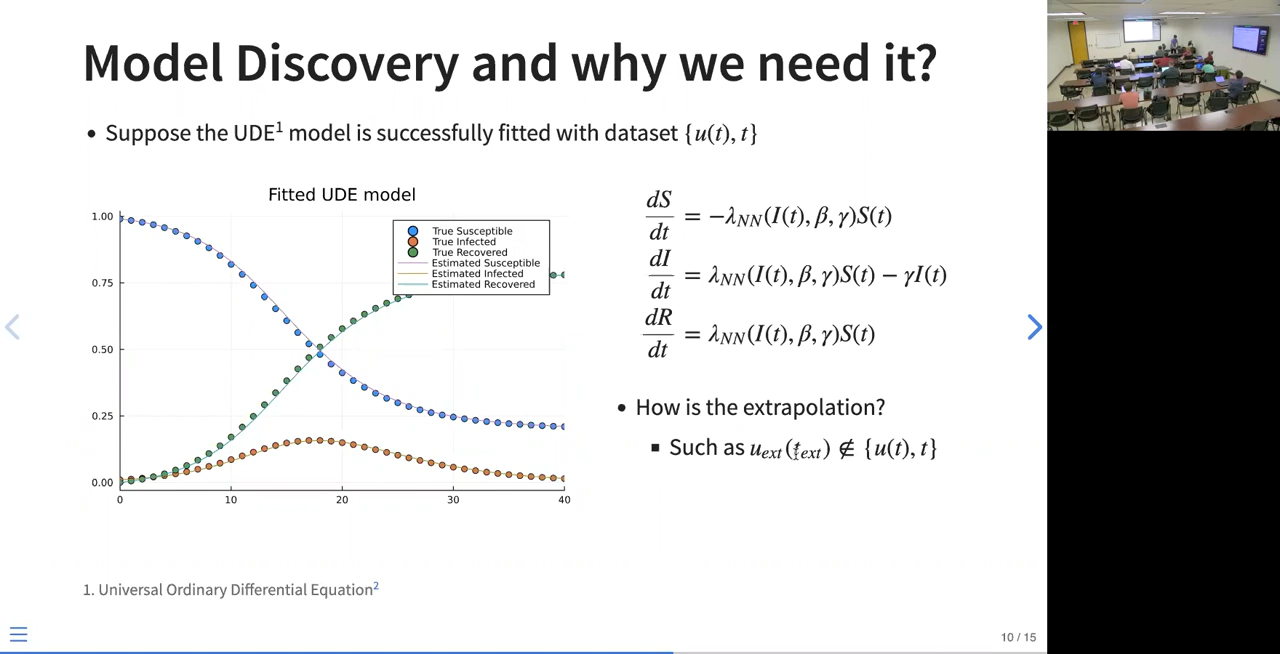 Model Discovery and why we need it?
• Suppose the UDE¹ model is successfully fitted with dataset {u(t), t}
Fitted UDE model
1.00
0.75
0.50
0.25
0.00
0 10 20 30 40
True Susceptible
True Infected
True Recovered
Estimated Susceptible
Estimated Infected
Estimated Recovered
dS/dt = −λ_NN(I(t), β, γ)S(t)
dI/dt = λ_NN(I(t), β, γ)S(t) − γI(t)
dR/dt = λ_NN(I(t), β, γ)S(t)
• How is the extrapolation?
▪ Such as u_ext(t_ext) ∉ {u(t), t}
1. Universal Ordinary Differential Equation²
10 / 15